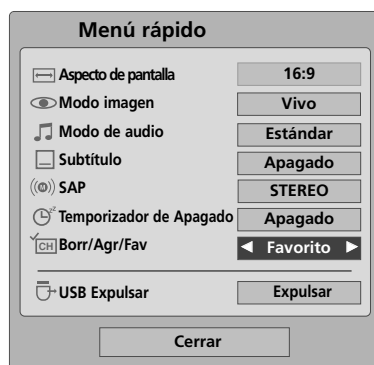 Menú rápido
Aspecto de pantalla 16:9
Modo imagen Vivo
Modo de audio Estándar
Subtítulo Apagado
SAP STEREO
Temporizador de Apagado Apagado
CH Borr/Agr/Fav Favorito
USB Expulsar Expulsar
Cerrar